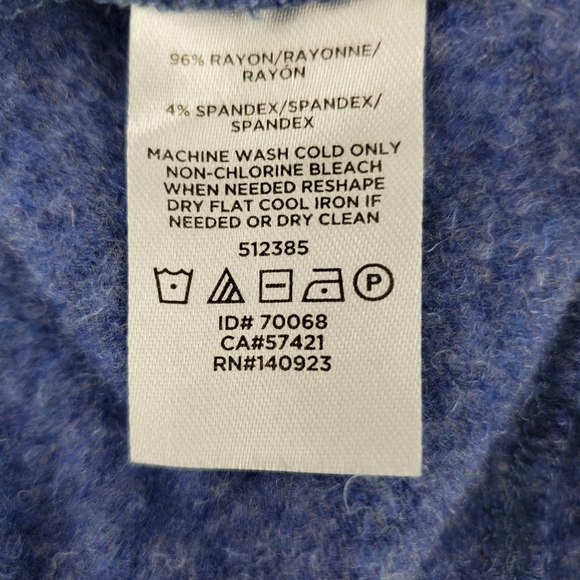 96% RAYON/RAYONNE/
RAYÓN
4% SPANDEX/SPANDEX/
SPANDEX
MACHINE WASH COLD ONLY
NON-CHLORINE BLEACH
WHEN NEEDED RESHAPE
DRY FLAT COOL IRON IF
NEEDED OR DRY CLEAN
512385
P
ID# 70068
CA#57421
RN#140923